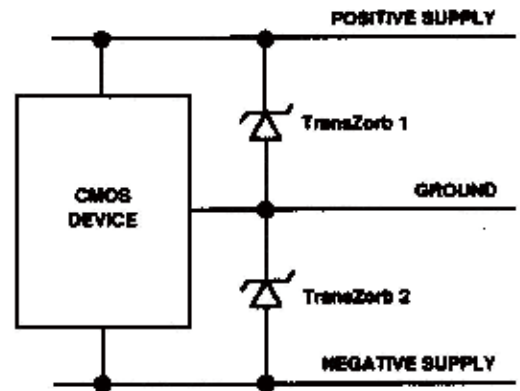 POSITIVE SUPPLY
TransZorb 1
CMOS
DEVICE
GROUND
TransZorb 2
NEGATIVE SUPPLY